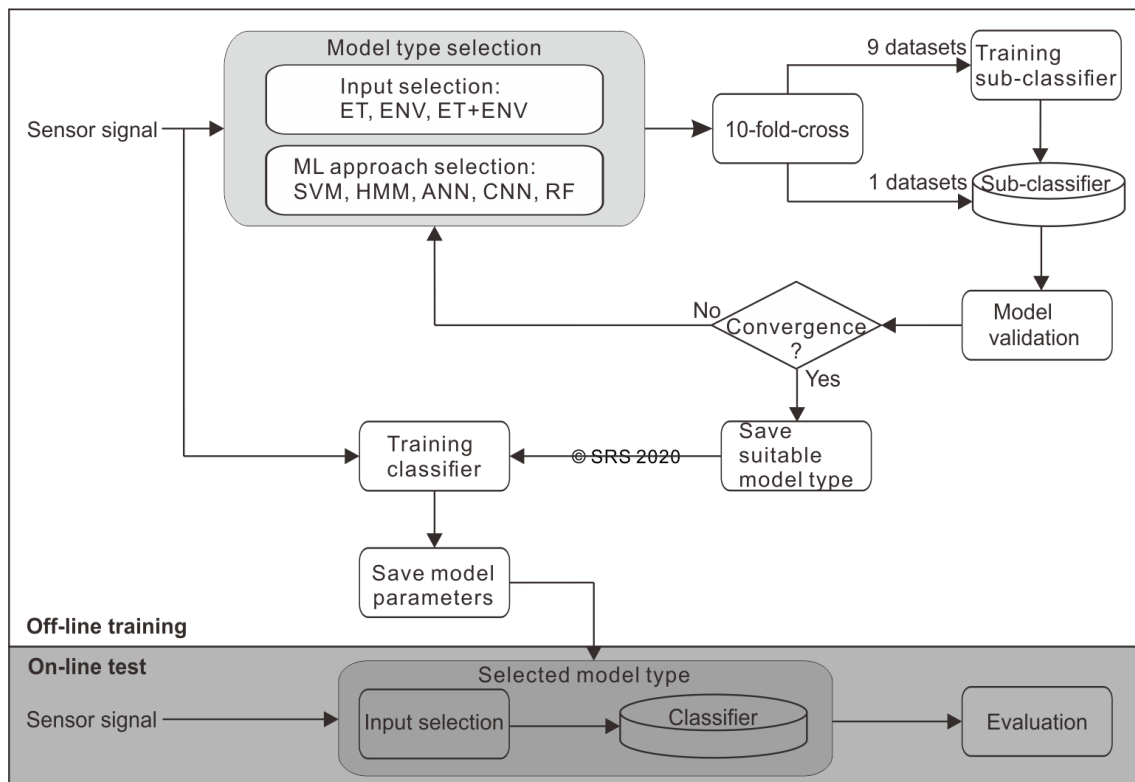 Model type selection
Input selection:
ET, ENV, ET+ENV
ML approach selection:
SVM, HMM, ANN, CNN, RF
Sensor signal
10-fold-cross
9 datasets
Training
sub-classifier
1 datasets
Sub-classifier
Model
validation
Convergence
?
No
Yes
Save
suitable
model type
© SRS 2020
Training
classifier
Save model
parameters
Off-line training
On-line test
Sensor signal
Selected model type
Input selection
Classifier
Evaluation